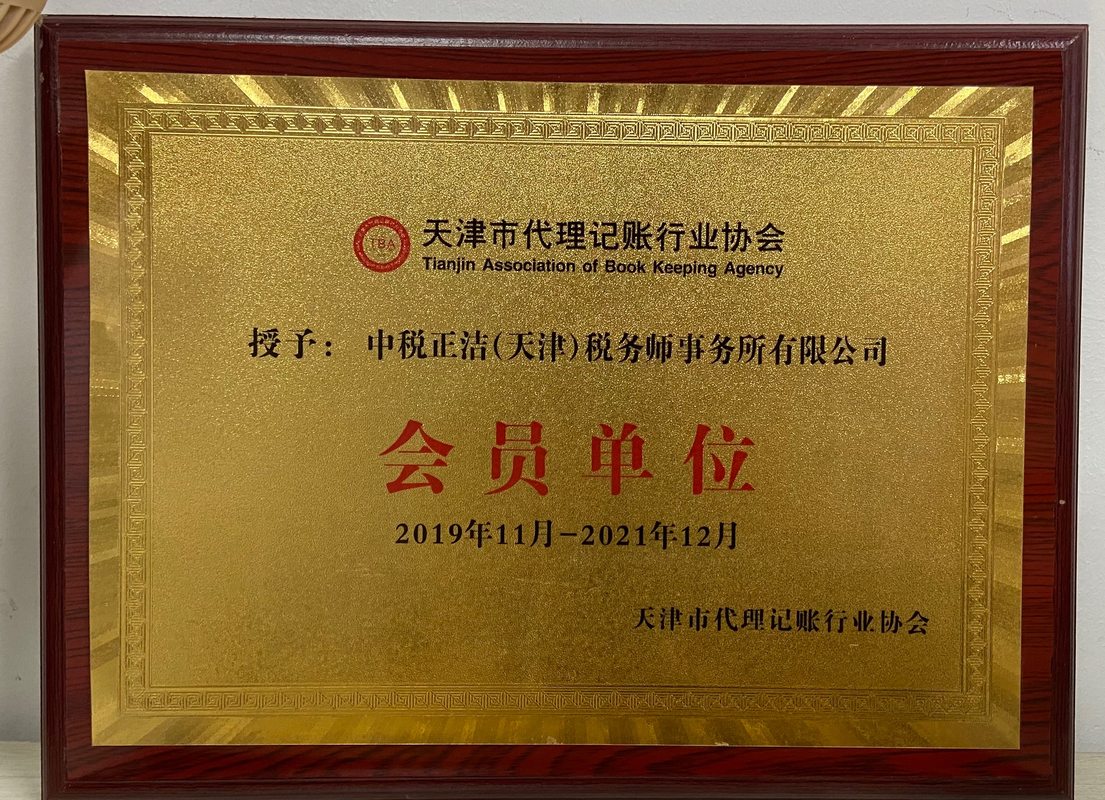 TBA
天津市代理记账行业协会
Tianjin Association of Book Keeping Agency
授予： 中税正洁(天津)税务师事务所有限公司
会员单位
2019年11月-2021年12月
天津市代理记账行业协会